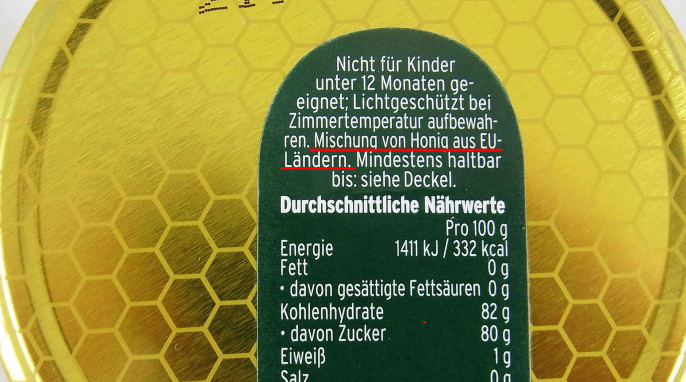 Nicht für Kinder
unter 12 Monaten ge-
eignet; Lichtgeschützt bei
Zimmertemperatur aufbewah-
ren. Mischung von Honig aus EU-
Ländern. Mindestens haltbar
bis: siehe Deckel.
Durchschnittliche Nährwerte
Pro 100 g
Energie 1411 kJ / 332 kcal
Fett 0 g
• davon gesättigte Fettsäuren 0 g
Kohlenhydrate 82 g
• davon Zucker 80 g
Eiweiß 1 g
Salz 0 g